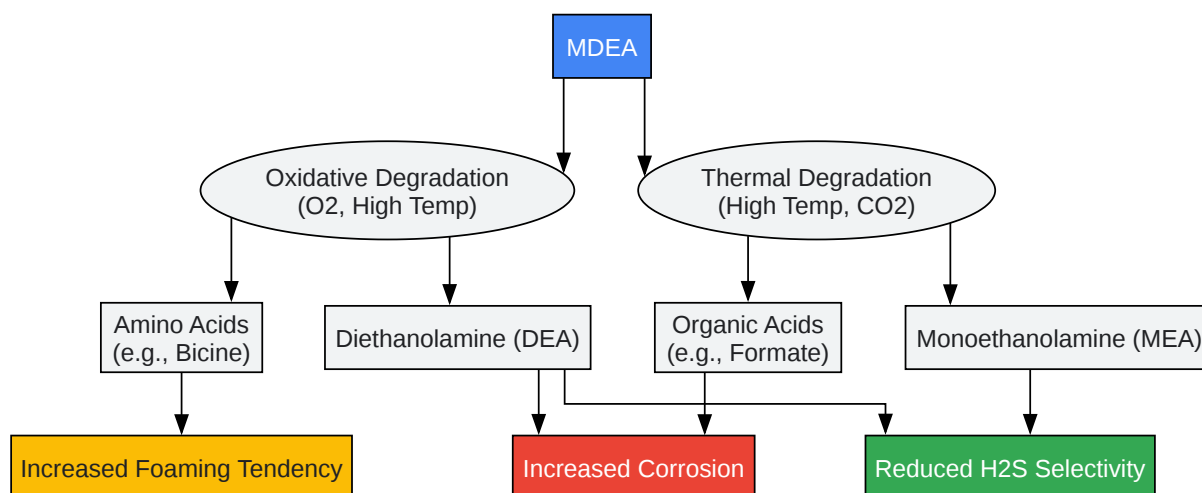 MDEA
Oxidative Degradation
(O2, High Temp)
Thermal Degradation
(High Temp, CO2)
Amino Acids
(e.g., Bicine)
Diethanolamine (DEA)
Organic Acids
(e.g., Formate)
Monoethanolamine (MEA)
Increased Foaming Tendency
Increased Corrosion
Reduced H2S Selectivity